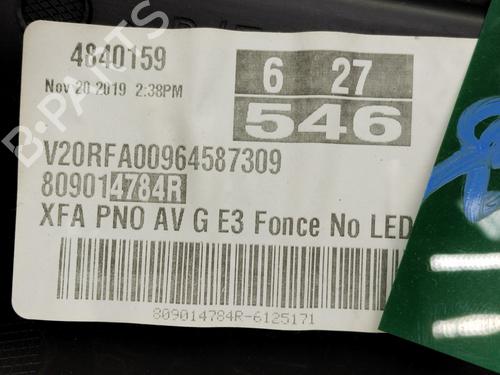 4840159
Nov 20 2019 2:38PM
6 27
546
V20RFA00964587309
809014784R
XFA PNO AV G E3 Fonce No LED
809014784R-6125171
B-PARTS